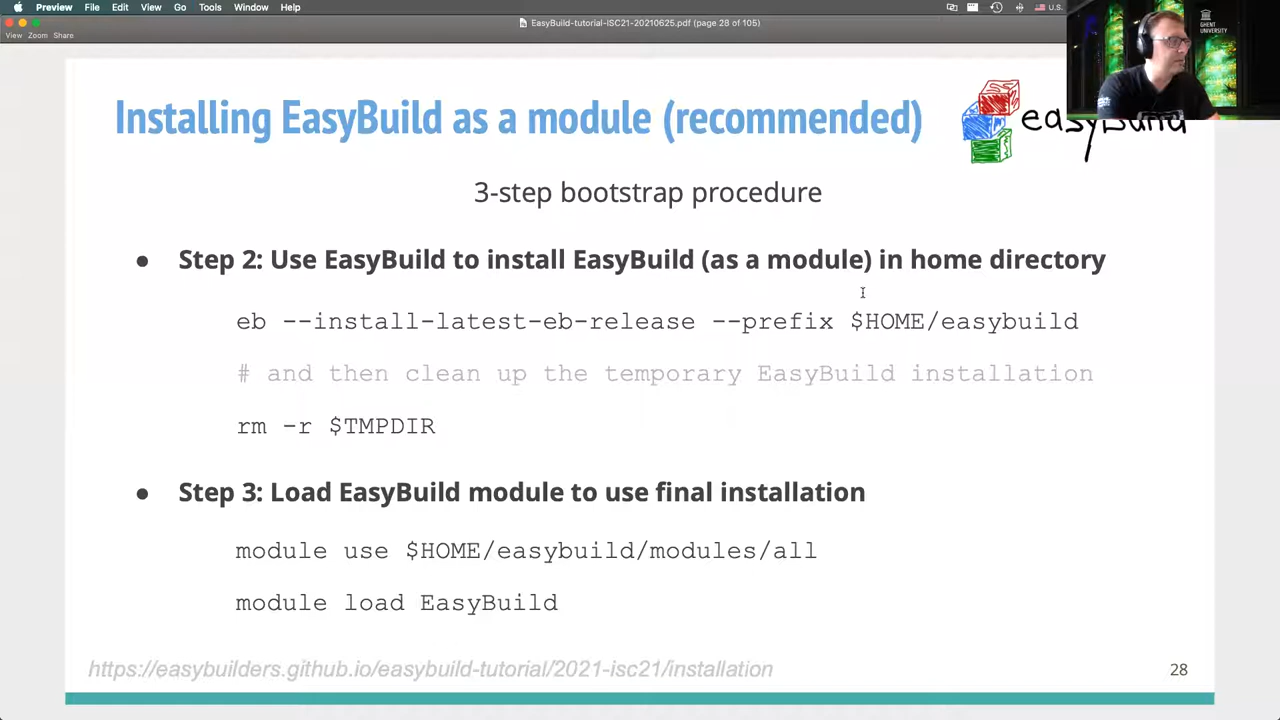 Preview File Edit View Go Tools Window Help
U.S.
EasyBuild-tutorial-ISC21-20210625.pdf (page 28 of 105)
View Zoom Share
GHENT
UNIVERSITY
Installing EasyBuild as a module (recommended)
easybuild
3-step bootstrap procedure
● Step 2: Use EasyBuild to install EasyBuild (as a module) in home directory
eb --install-latest-eb-release --prefix $HOME/easybuild
# and then clean up the temporary EasyBuild installation
rm -r $TMPDIR
● Step 3: Load EasyBuild module to use final installation
module use $HOME/easybuild/modules/all
module load EasyBuild
https://easybuilders.github.io/easybuild-tutorial/2021-isc21/installation
28